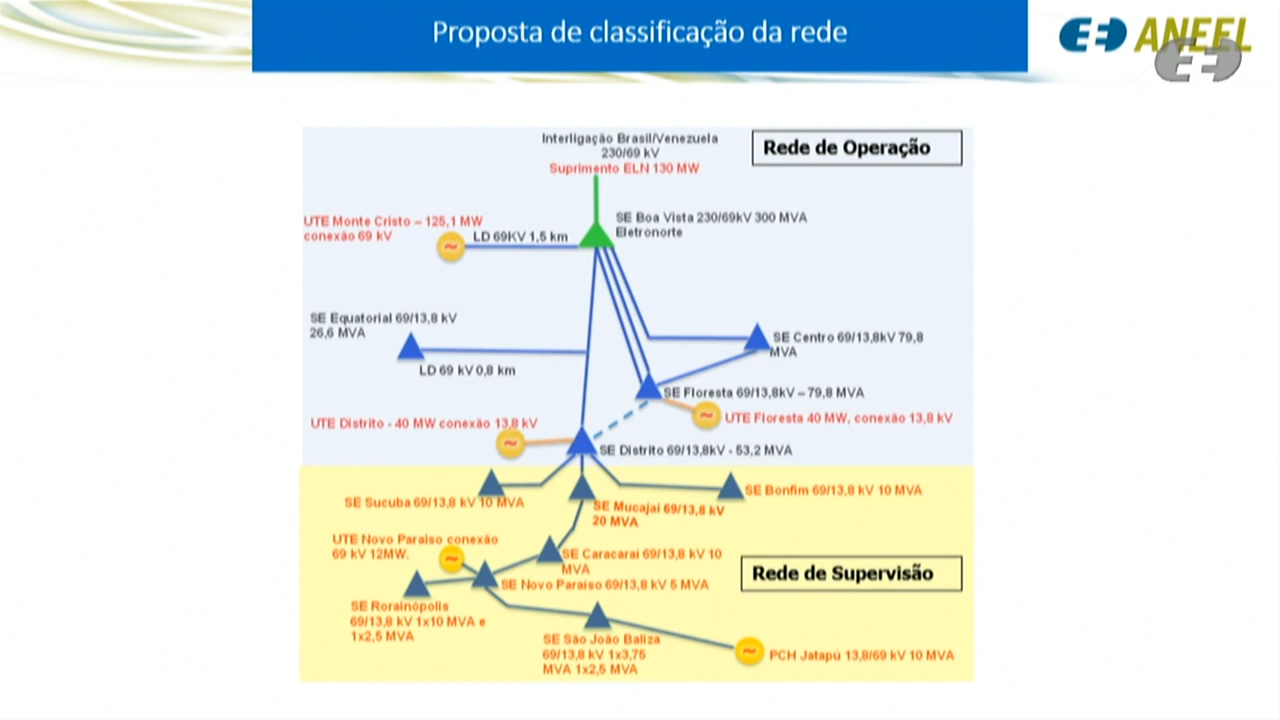 Proposta de classificação da rede
ANEEL
Interligação Brasil/Venezuela
230/69 kV
Suprimento ELN 130 MW
Rede de Operação
UTE Monte Cristo – 125,1 MW
conexão 69 kV
LD 69KV 1,5 km
SE Boa Vista 230/69kV 300 MVA
Eletronorte
SE Equatorial 69/13,8 kV
26,6 MVA
LD 69 kV 0,8 km
SE Centro 69/13,8kV 79,8
MVA
SE Floresta 69/13,8kV – 79,8 MVA
UTE Floresta 40 MW, conexão 13,8 kV
UTE Distrito - 40 MW conexão 13,8 kV
SE Distrito 69/13,8kV - 53,2 MVA
SE Sucuba 69/13,8 kV 10 MVA
SE Mucajaí 69/13,8 kV
20 MVA
SE Bonfim 69/13,8 kV 10 MVA
UTE Novo Paraiso conexão
69 kV 12MW.
SE Caracaraí 69/13,8 kV 10
MVA
SE Novo Paraiso 69/13,8 kV 5 MVA
Rede de Supervisão
SE Rorainópolis
69/13,8 kV 1x10 MVA e
1x2,5 MVA
SE São João Baliza
69/13,8 kV 1x3,75
MVA 1x2,5 MVA
PCH Jatapú 13,8/69 kV 10 MVA